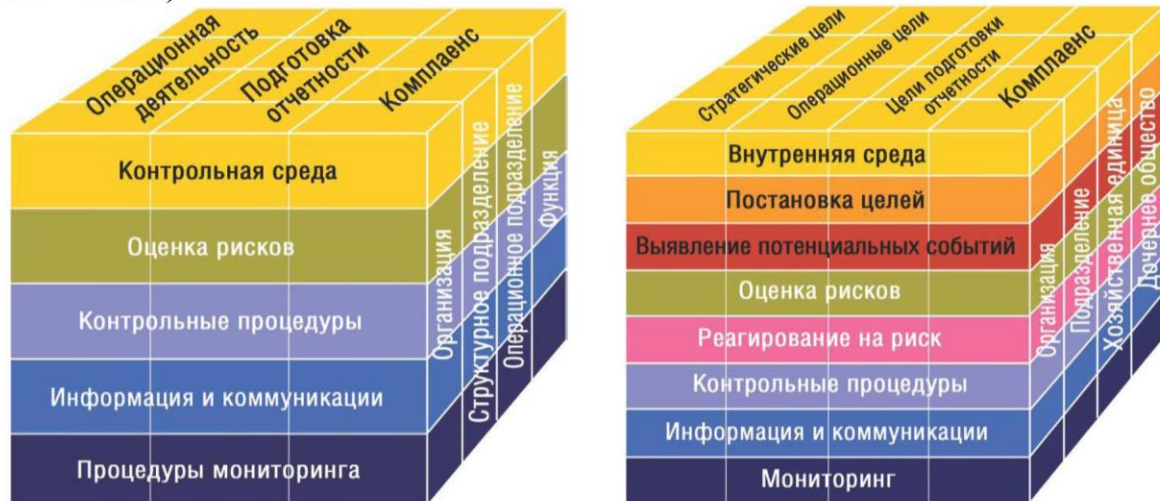 Операционная
деятельность
Подготовка
отчетности
Комплаенс
Контрольная среда
Оценка рисков
Контрольные процедуры
Информация и коммуникации
Процедуры мониторинга
Организация
Структурное подразделение
Операционное подразделение
Функция
Стратегические цели
Операционные цели
Цели подготовки
отчетности
Комплаенс
Внутренняя среда
Постановка целей
Выявление потенциальных событий
Оценка рисков
Реагирование на риск
Контрольные процедуры
Информация и коммуникации
Мониторинг
Организация
Подразделение
Хозяйственная единица
Дочернее общество